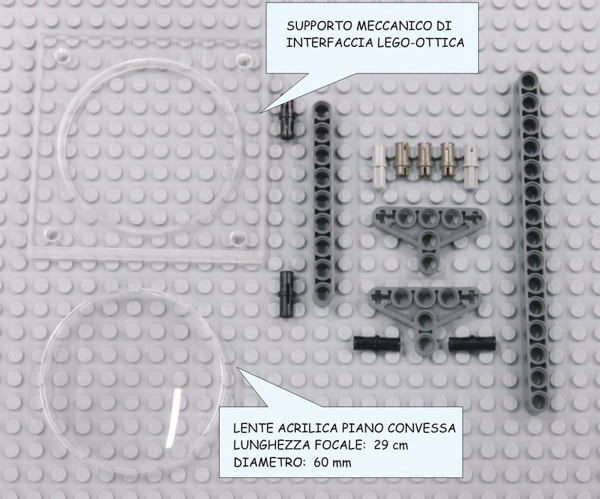 SUPPORTO MECCANICO DI
INTERFACCIA LEGO-OTTICA
LENTE ACRILICA PIANO CONVESSA
LUNGHEZZA FOCALE: 29 cm
DIAMETRO: 60 mm